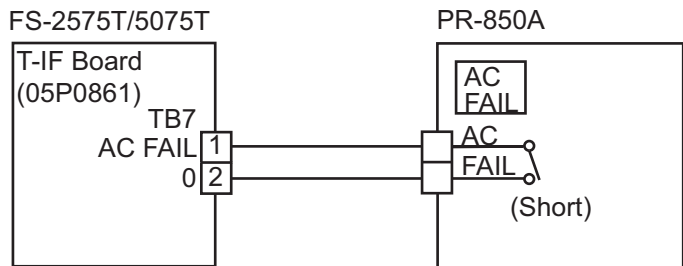 FS-2575T/5075T
PR-850A
T-IF Board
(05P0861)
TB7
AC FAIL 1
0 2
AC
FAIL
AC
FAIL
(Short)